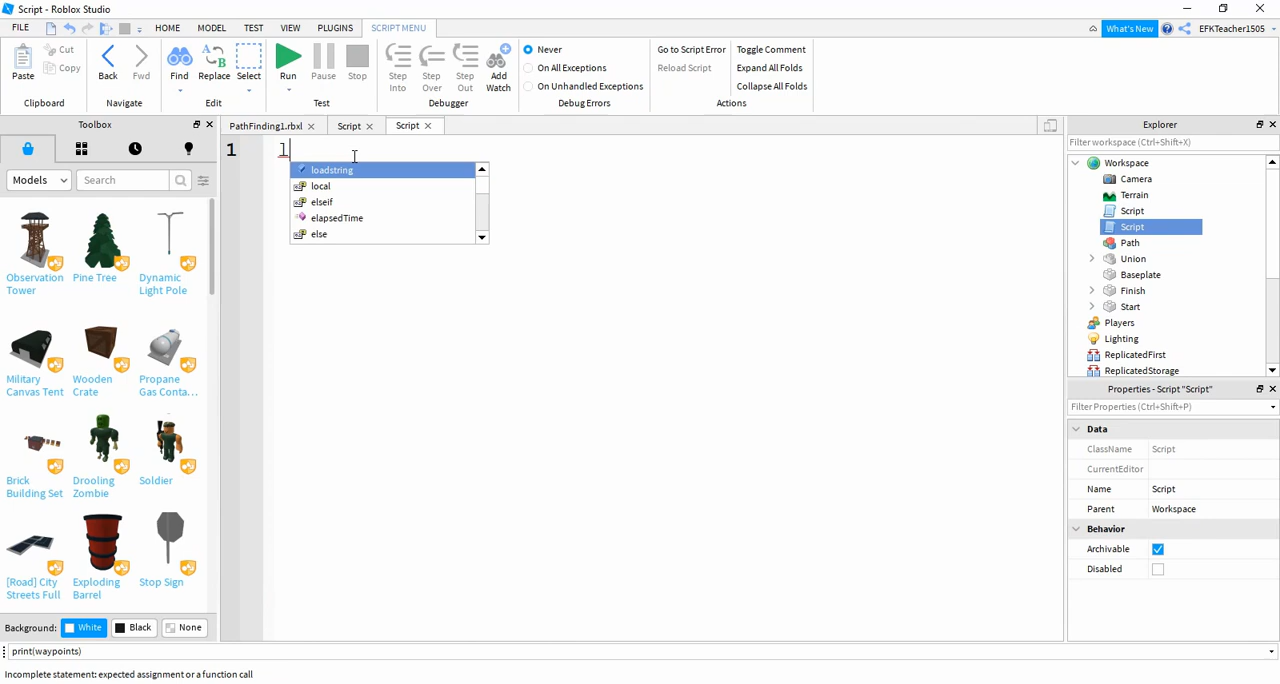 Script - Roblox Studio
FILE HOME MODEL TEST VIEW PLUGINS SCRIPT MENU What's New EFKTeacher1505
Paste Cut Copy
Clipboard
Back Fwd
Navigate
Find Replace Select
Edit
Run Pause Stop
Test
Step Into Step Over Step Out Add Watch
Debugger
Never
On All Exceptions
On Unhandled Exceptions
Debug Errors
Go to Script Error
Reload Script
Toggle Comment
Expand All Folds
Collapse All Folds
Actions
Toolbox
Models Search
Observation Tower
Pine Tree
Dynamic Light Pole
Military Canvas Tent
Wooden Crate
Propane Gas Conta...
Brick Building Set
Drooling Zombie
Soldier
[Road] City Streets Full
Exploding Barrel
Stop Sign
Background: White Black None
PathFinding1.rbxl Script Script
1 l
loadstring
local
elseif
elapsedTime
else
Explorer
Filter workspace (Ctrl+Shift+X)
Workspace
Camera
Terrain
Script
Script
Path
Union
Baseplate
Finish
Start
Players
Lighting
ReplicatedFirst
ReplicatedStorage
Properties - Script "Script"
Filter Properties (Ctrl+Shift+P)
Data
ClassName Script
CurrentEditor
Name Script
Parent Workspace
Behavior
Archivable
Disabled
print(waypoints)
Incomplete statement: expected assignment or a function call